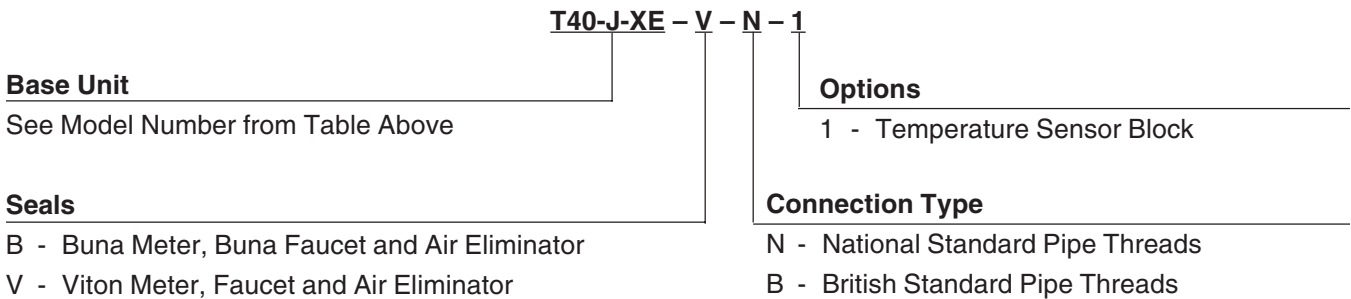 T40-J-XE – V – N – 1
Base Unit
See Model Number from Table Above
Options
1 - Temperature Sensor Block
Seals
B - Buna Meter, Buna Faucet and Air Eliminator
V - Viton Meter, Faucet and Air Eliminator
Connection Type
N - National Standard Pipe Threads
B - British Standard Pipe Threads